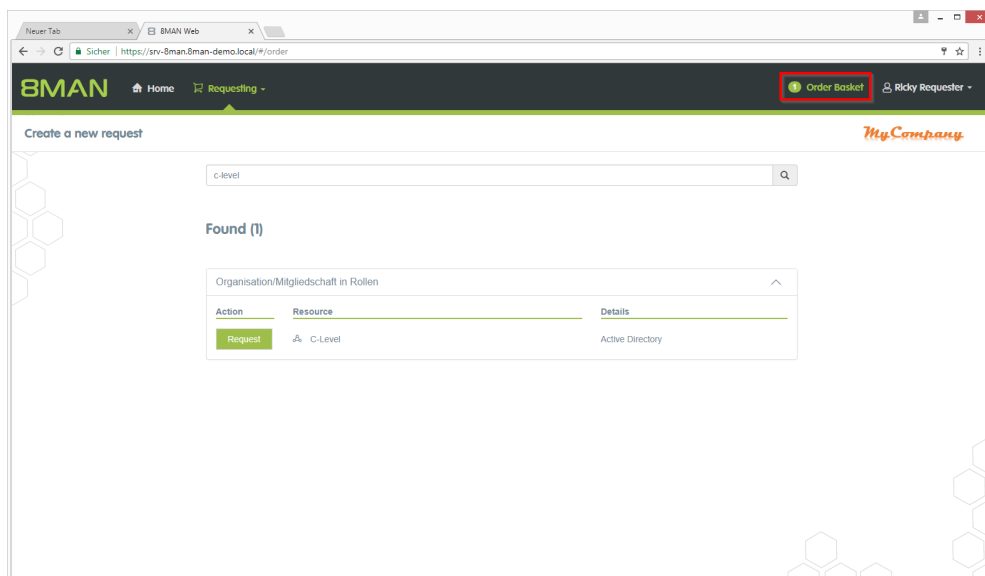 Neuer Tab
8MAN Web
Sicher | https://srv-8man.8man-demo.local/#/order
8MAN Home Requesting 1 Order Basket Ricky Requester
Create a new request MyCompany
c-level
Found (1)
Organisation/Mitgliedschaft in Rollen
Action Resource Details
Request C-Level Active Directory